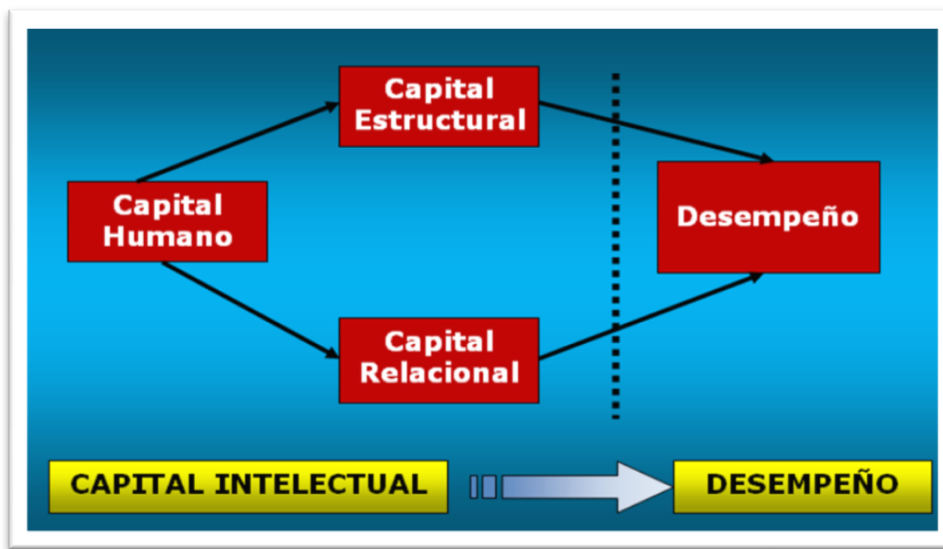 Capital
Estructural
Capital
Humano
Desempeño
Capital
Relacional
CAPITAL INTELECTUAL
DESEMPEÑO